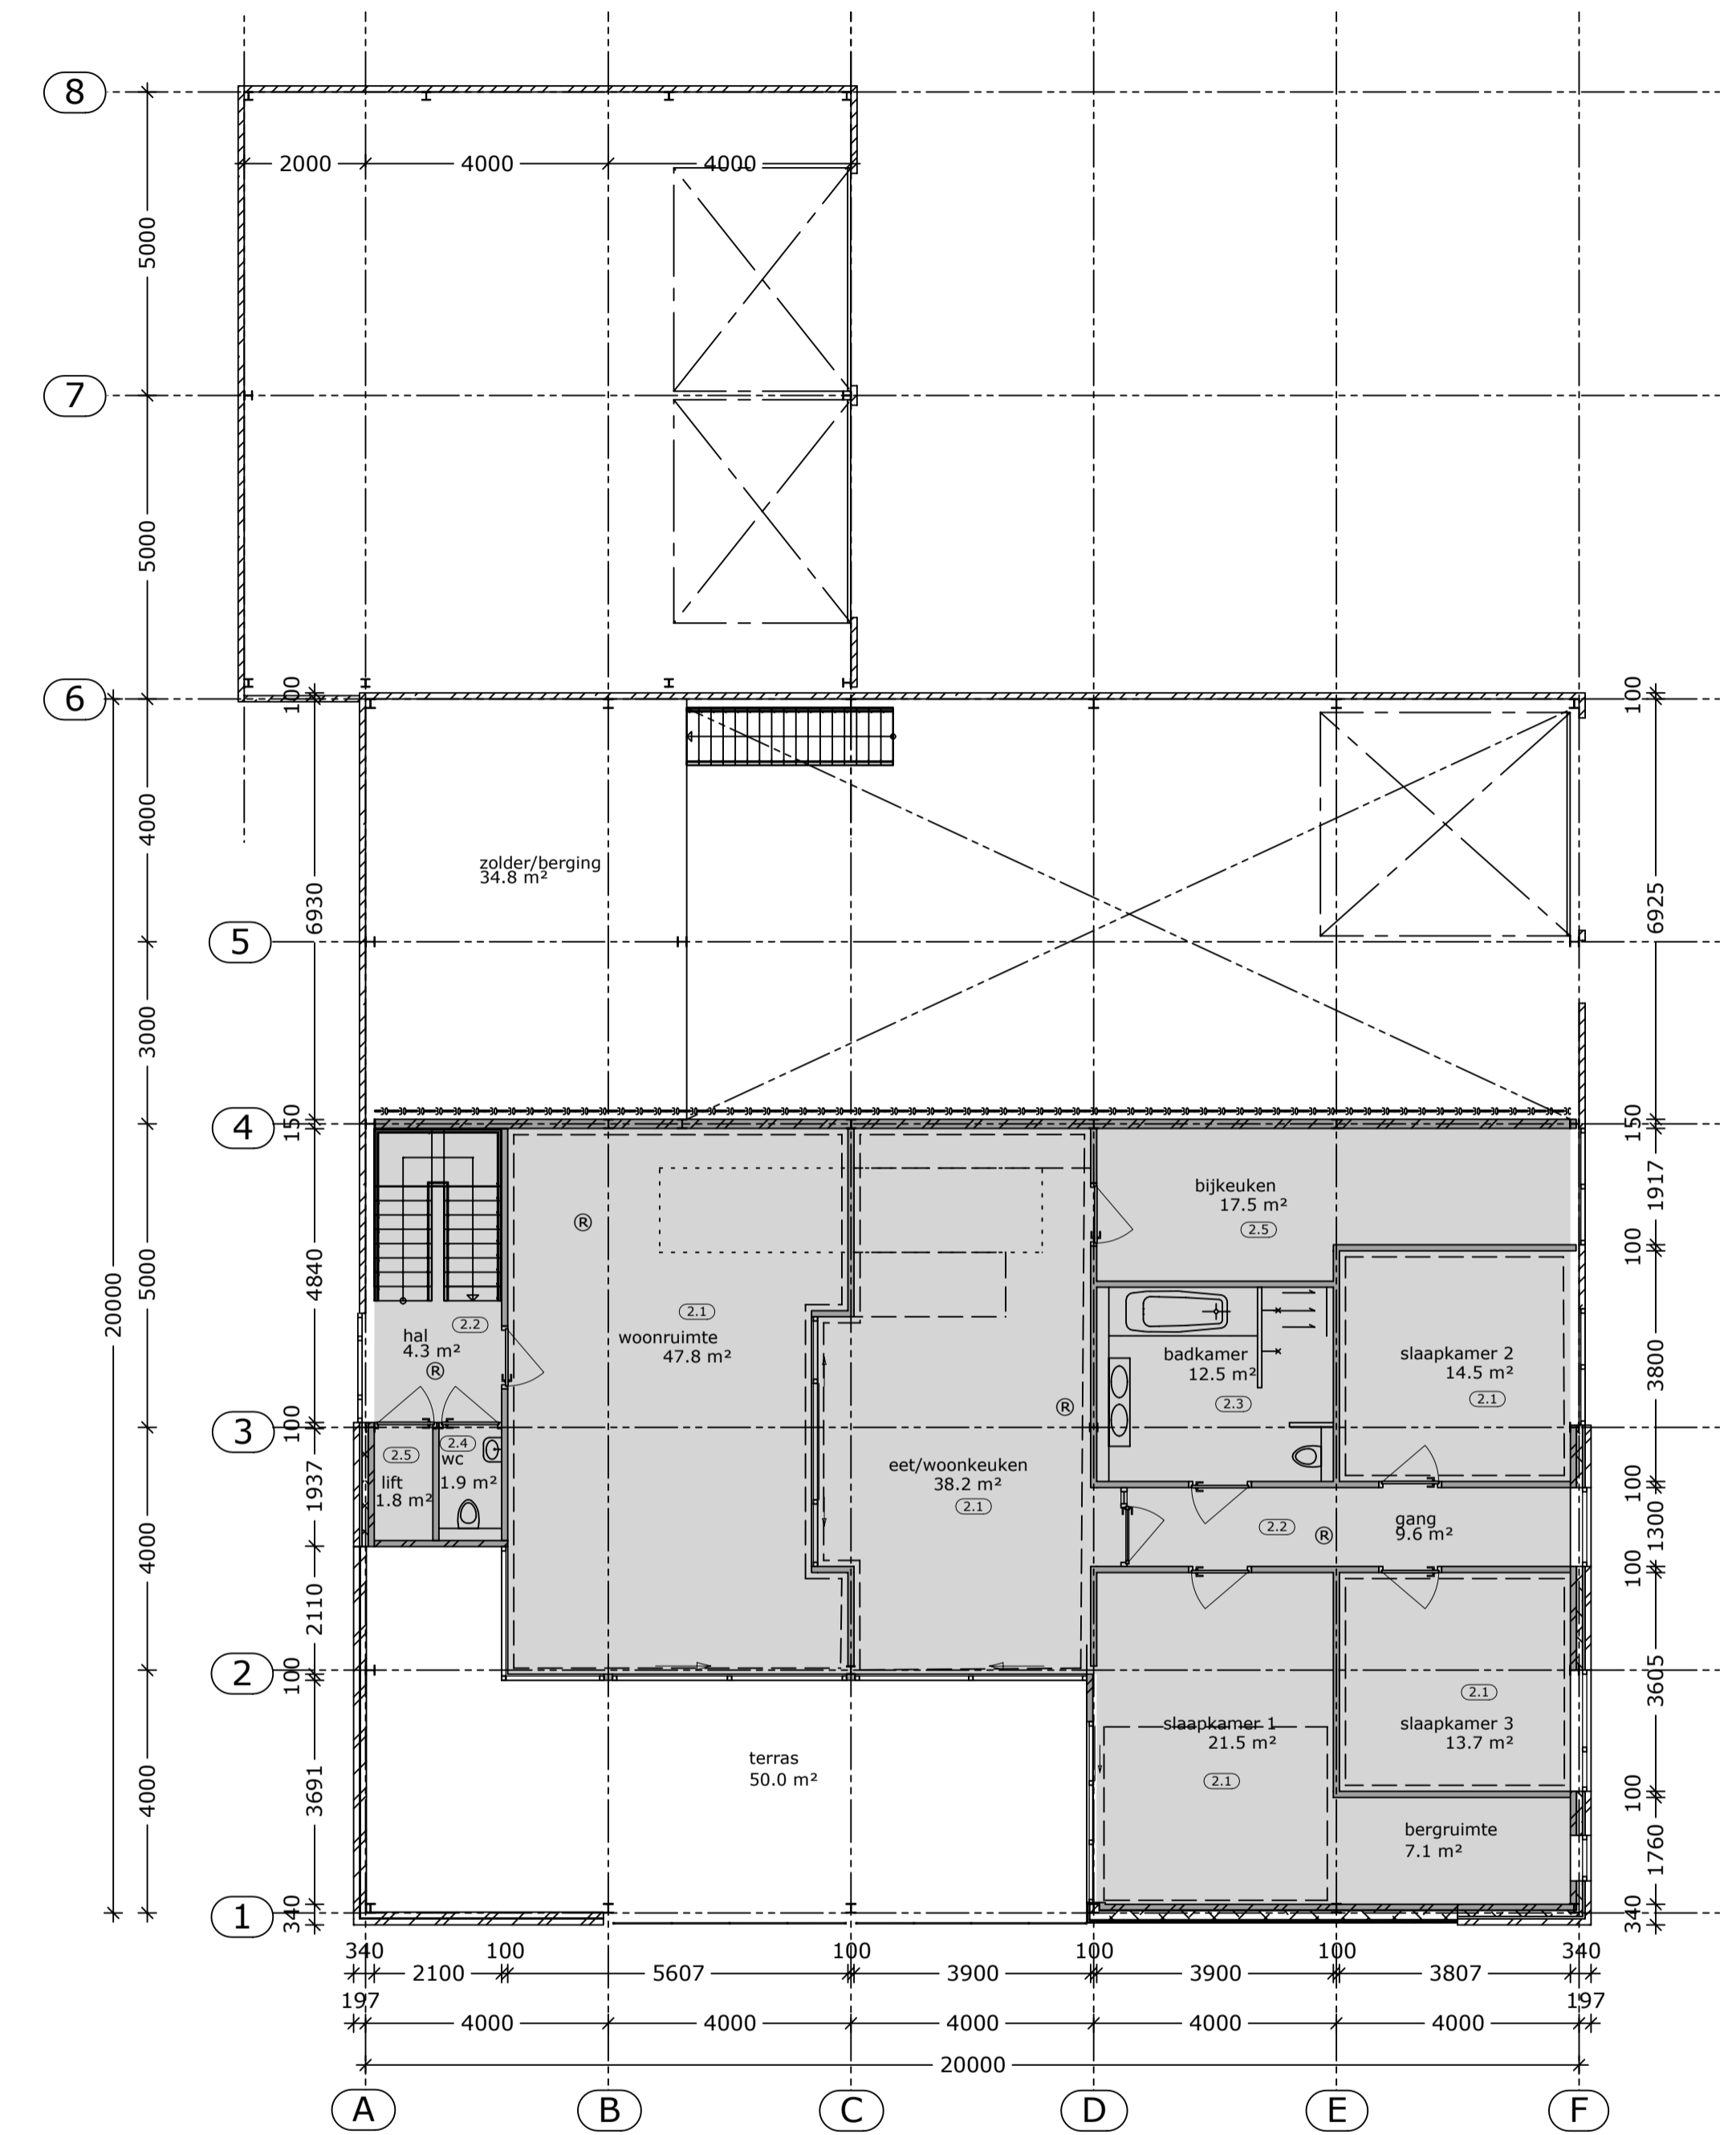 8
2000 4000 4000
5000
7
5000
6
100
100
4000
6930
6925
zolder/berging
34.8 m²
5
3000
4
150
150
20000
5000
4840
bijkeuken
17.5 m²
2.5
1917
100
®
2.1
woonruimte
47.8 m²
hal
4.3 m²
2.2
®
badkamer
12.5 m²
2.3
slaapkamer 2
14.5 m²
2.1
3800
®
3
100
2.5
lift
1.8 m²
2.4
wc
1.9 m²
1937
eet/woonkeuken
38.2 m²
2.1
100
4000
2.2
®
gang
9.6 m²
1300
100
2110
2
100
3605
2.1
slaapkamer 1
21.5 m²
2.1
slaapkamer 3
13.7 m²
terras
50.0 m²
4000
3691
100
bergruimte
7.1 m²
1760
1
340
340
340 100 100 100 100 340
2100 5607 3900 3900 3807
197 197
4000 4000 4000 4000 4000
20000
A B C D E F